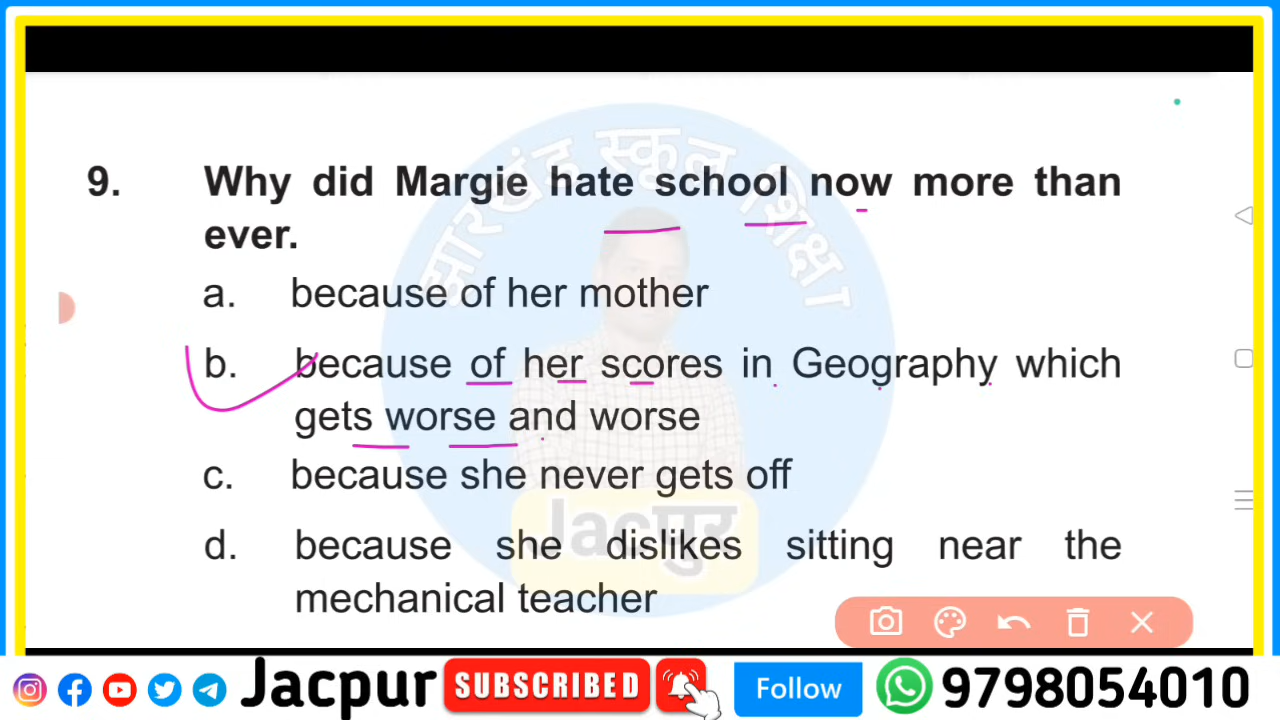 झारखंड स्कूल शिक्षा
9. Why did Margie hate school now more than
ever.
a. because of her mother
b. because of her scores in Geography which
gets worse and worse
c. because she never gets off
Jacपुर
d. because she dislikes sitting near the
mechanical teacher
Jacpur SUBSCRIBED Follow 9798054010